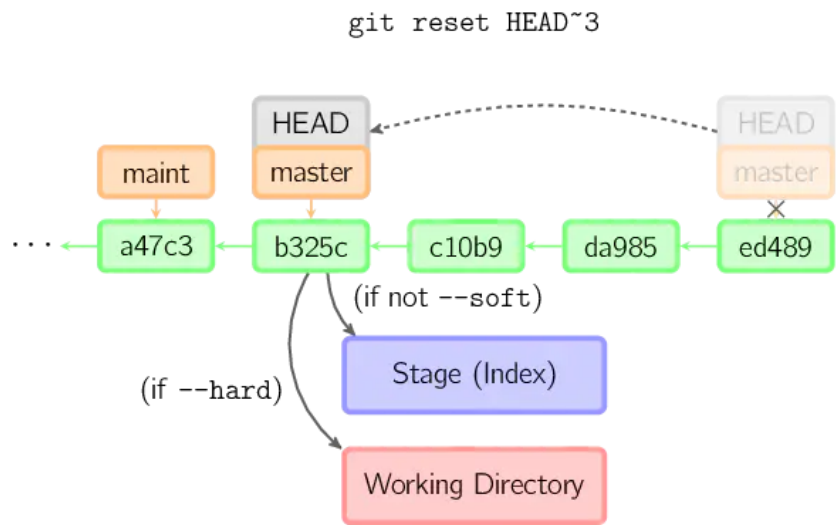 git reset HEAD~3
HEAD
HEAD
maint
master
master
...
a47c3
b325c
c10b9
da985
ed489
(if not --soft)
Stage (Index)
(if --hard)
Working Directory